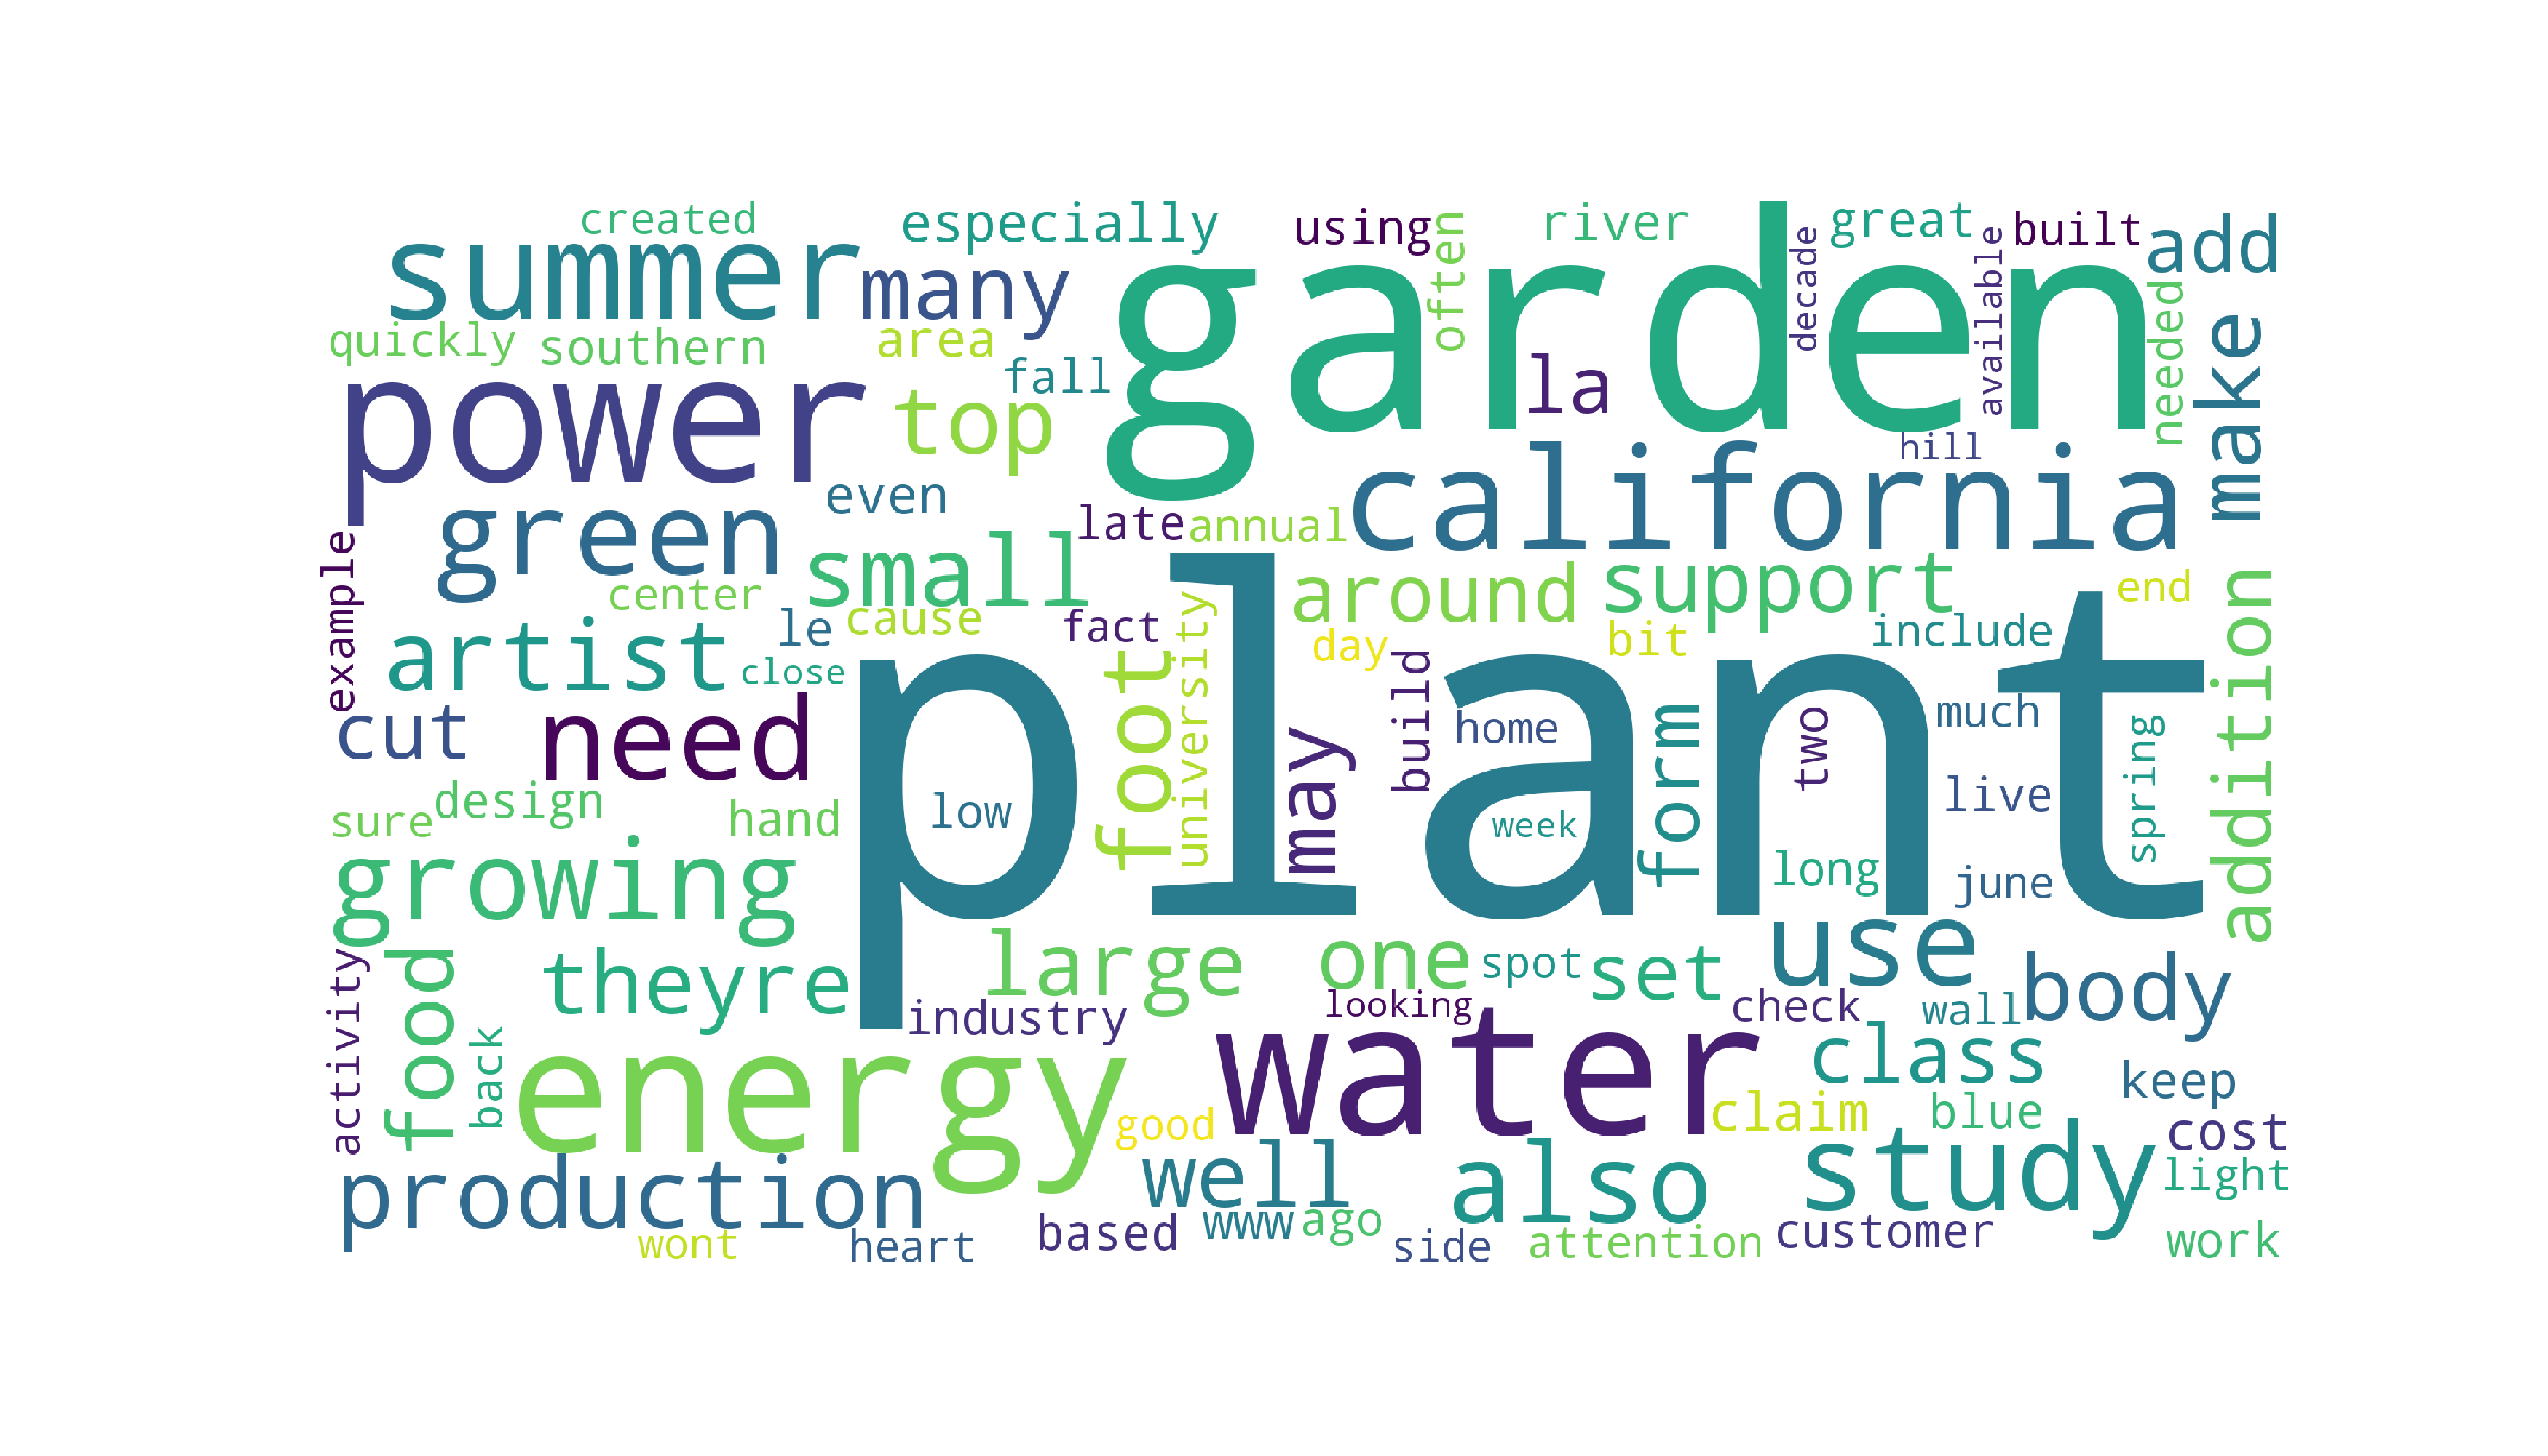 created
especially
using
often
river
decade
great
available
built
add
summer
many
garden
quickly
southern
area
fall
la
needed
make
power
top
hill
california
even
late
annual
green
small
example
center
around
support
end
addition
artist
le
cause
close
fact
university
day
bit
include
plant
foot
cut
need
may
build
home
form
two
much
spring
live
sure
design
hand
low
week
long
june
growing
use
theyre
large
one
spot
set
body
activity
food
back
industry
looking
check
wall
energy
water
class
keep
good
claim
blue
cost
production
well
also
study
light
wont
heart
based
www
ago
side
attention
customer
work